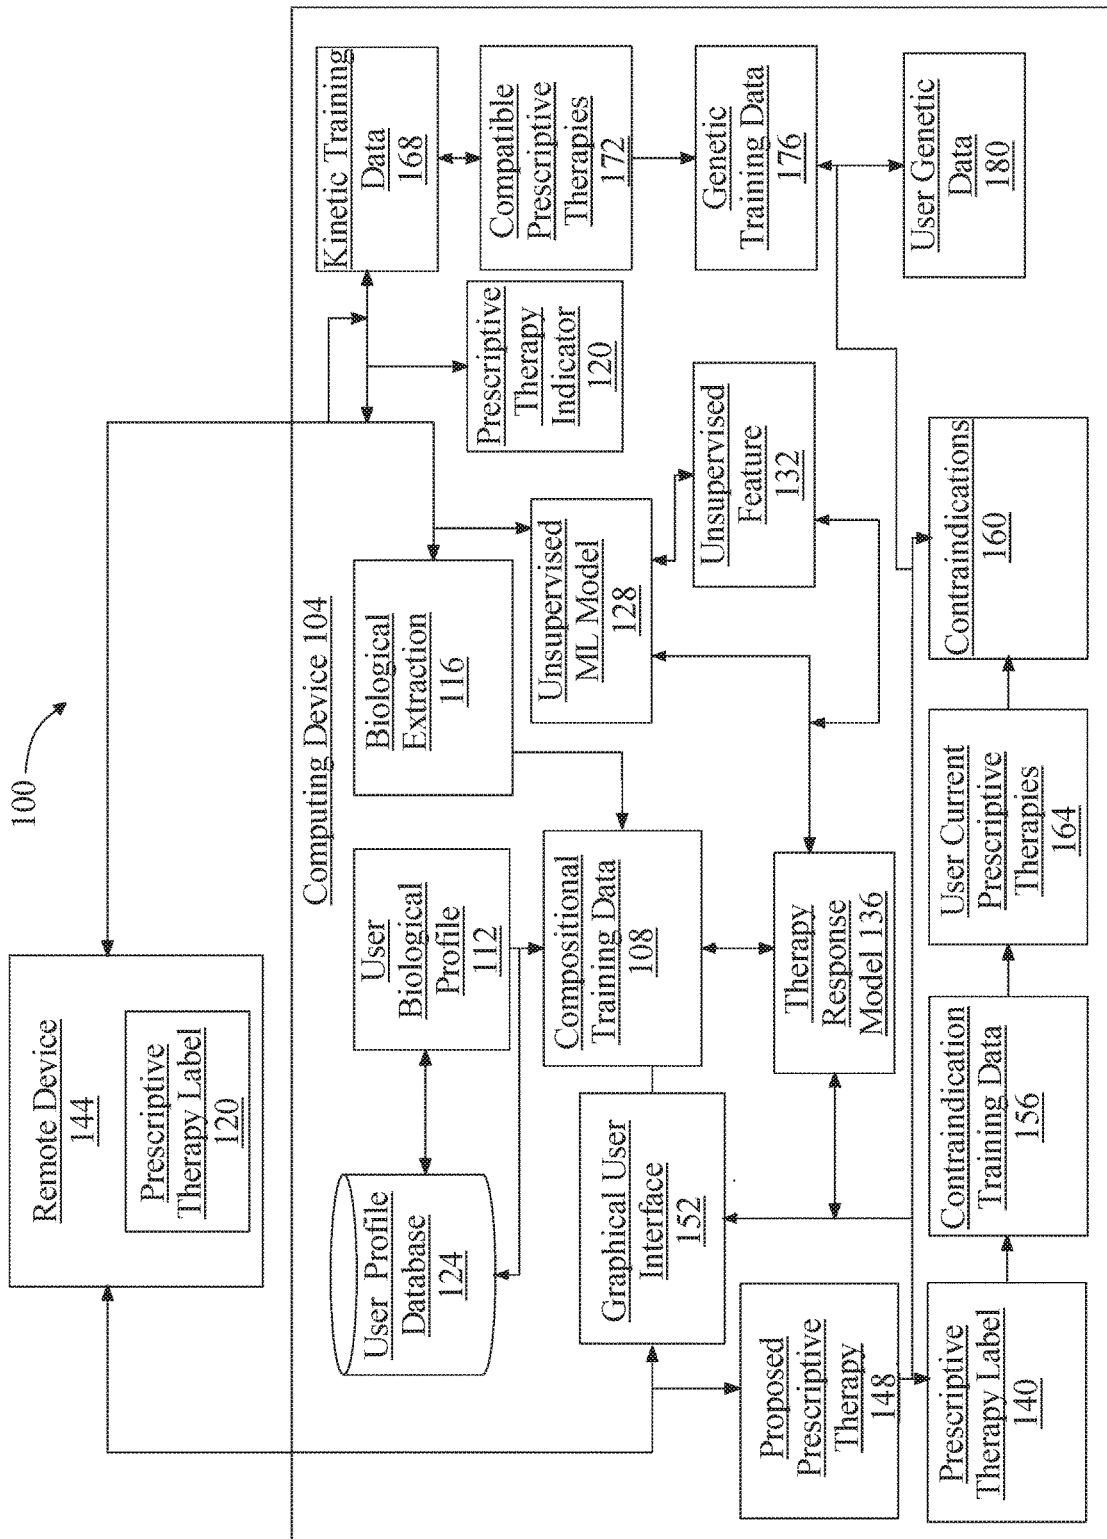 100
Remote Device
144
Prescriptive
Therapy Label
120
Computing Device 104
User Profile
Database
124
User
Biological
Profile
112
Biological
Extraction
116
Prescriptive
Therapy
Indicator
120
Kinetic Training
Data
168
Graphical User
Interface
152
Compositional
Training Data
108
Unsupervised
ML Model
128
Compatible
Prescriptive
Therapies
172
Proposed
Prescriptive
Therapy
148
Therapy
Response
Model 136
Unsupervised
Feature
132
Genetic
Training Data
176
Prescriptive
Therapy Label
140
Contraindication
Training Data
156
User Current
Prescriptive
Therapies
164
Contraindications
160
User Genetic
Data
180